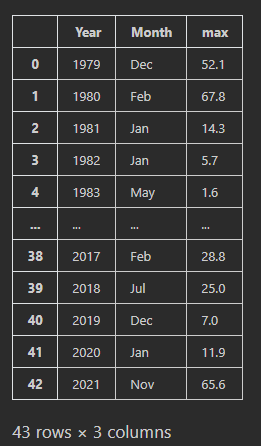 Year Month max
0 1979 Dec 52.1
1 1980 Feb 67.8
2 1981 Jan 14.3
3 1982 Jan 5.7
4 1983 May 1.6
... ... ... ...
38 2017 Feb 28.8
39 2018 Jul 25.0
40 2019 Dec 7.0
41 2020 Jan 11.9
42 2021 Nov 65.6
43 rows × 3 columns